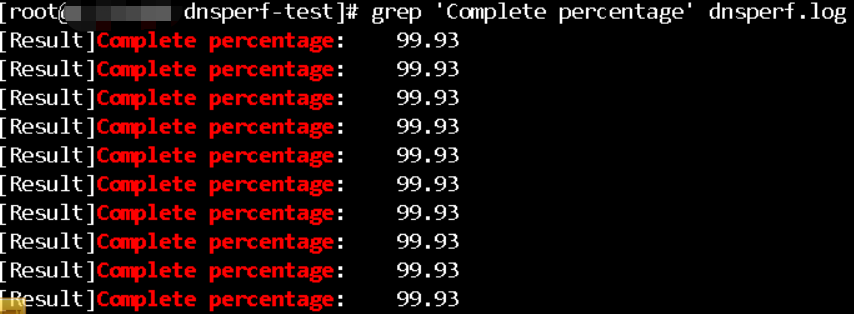 [root@ dnsperf-test]# grep 'Complete percentage' dnsperf.log
[Result]Complete percentage: 99.93
[Result]Complete percentage: 99.93
[Result]Complete percentage: 99.93
[Result]Complete percentage: 99.93
[Result]Complete percentage: 99.93
[Result]Complete percentage: 99.93
[Result]Complete percentage: 99.93
[Result]Complete percentage: 99.93
[Result]Complete percentage: 99.93
[Result]Complete percentage: 99.93